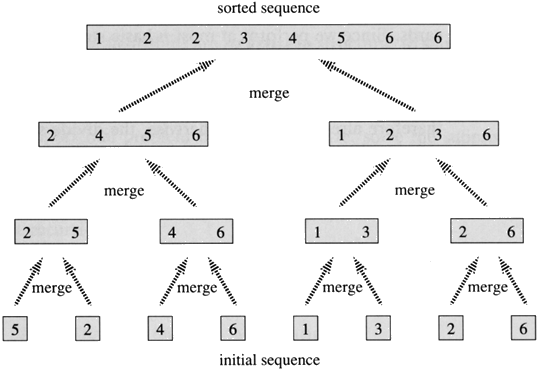 sorted sequence
1 2 2 3 4 5 6 6
merge
2 4 5 6
1 2 3 6
merge
merge
2 5
4 6
1 3
2 6
merge
merge
merge
merge
5
2
4
6
1
3
2
6
initial sequence